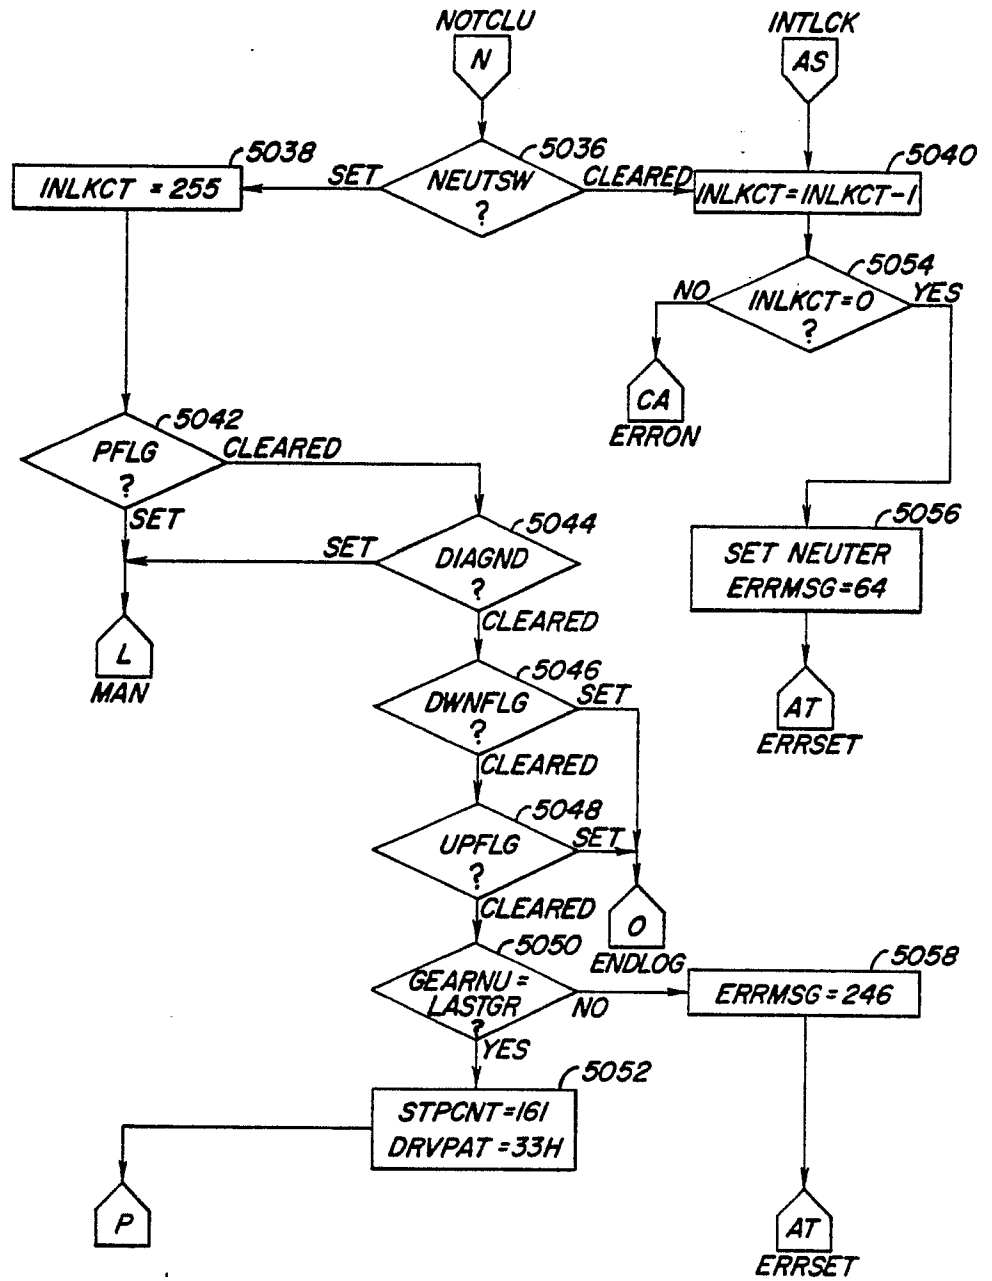 NOTCLU
N
INTLCK
AS
5038
INLKCT = 255
SET
5036
NEUTSW
?
CLEARED
5040
INLKCT=INLKCT-1
5054
INLKCT=0
?
NO
YES
CA
ERRON
5042
PFLG
?
CLEARED
SET
5044
DIAGND
?
SET
CLEARED
5056
SET NEUTER
ERRMSG=64
L
MAN
5046
DWNFLG
?
SET
CLEARED
AT
ERRSET
5048
UPFLG
?
SET
CLEARED
O
ENDLOG
5050
GEARNU=
LASTGR
?
NO
YES
5058
ERRMSG=246
5052
STPCNT=161
DRVPAT=33H
P
AT
ERRSET